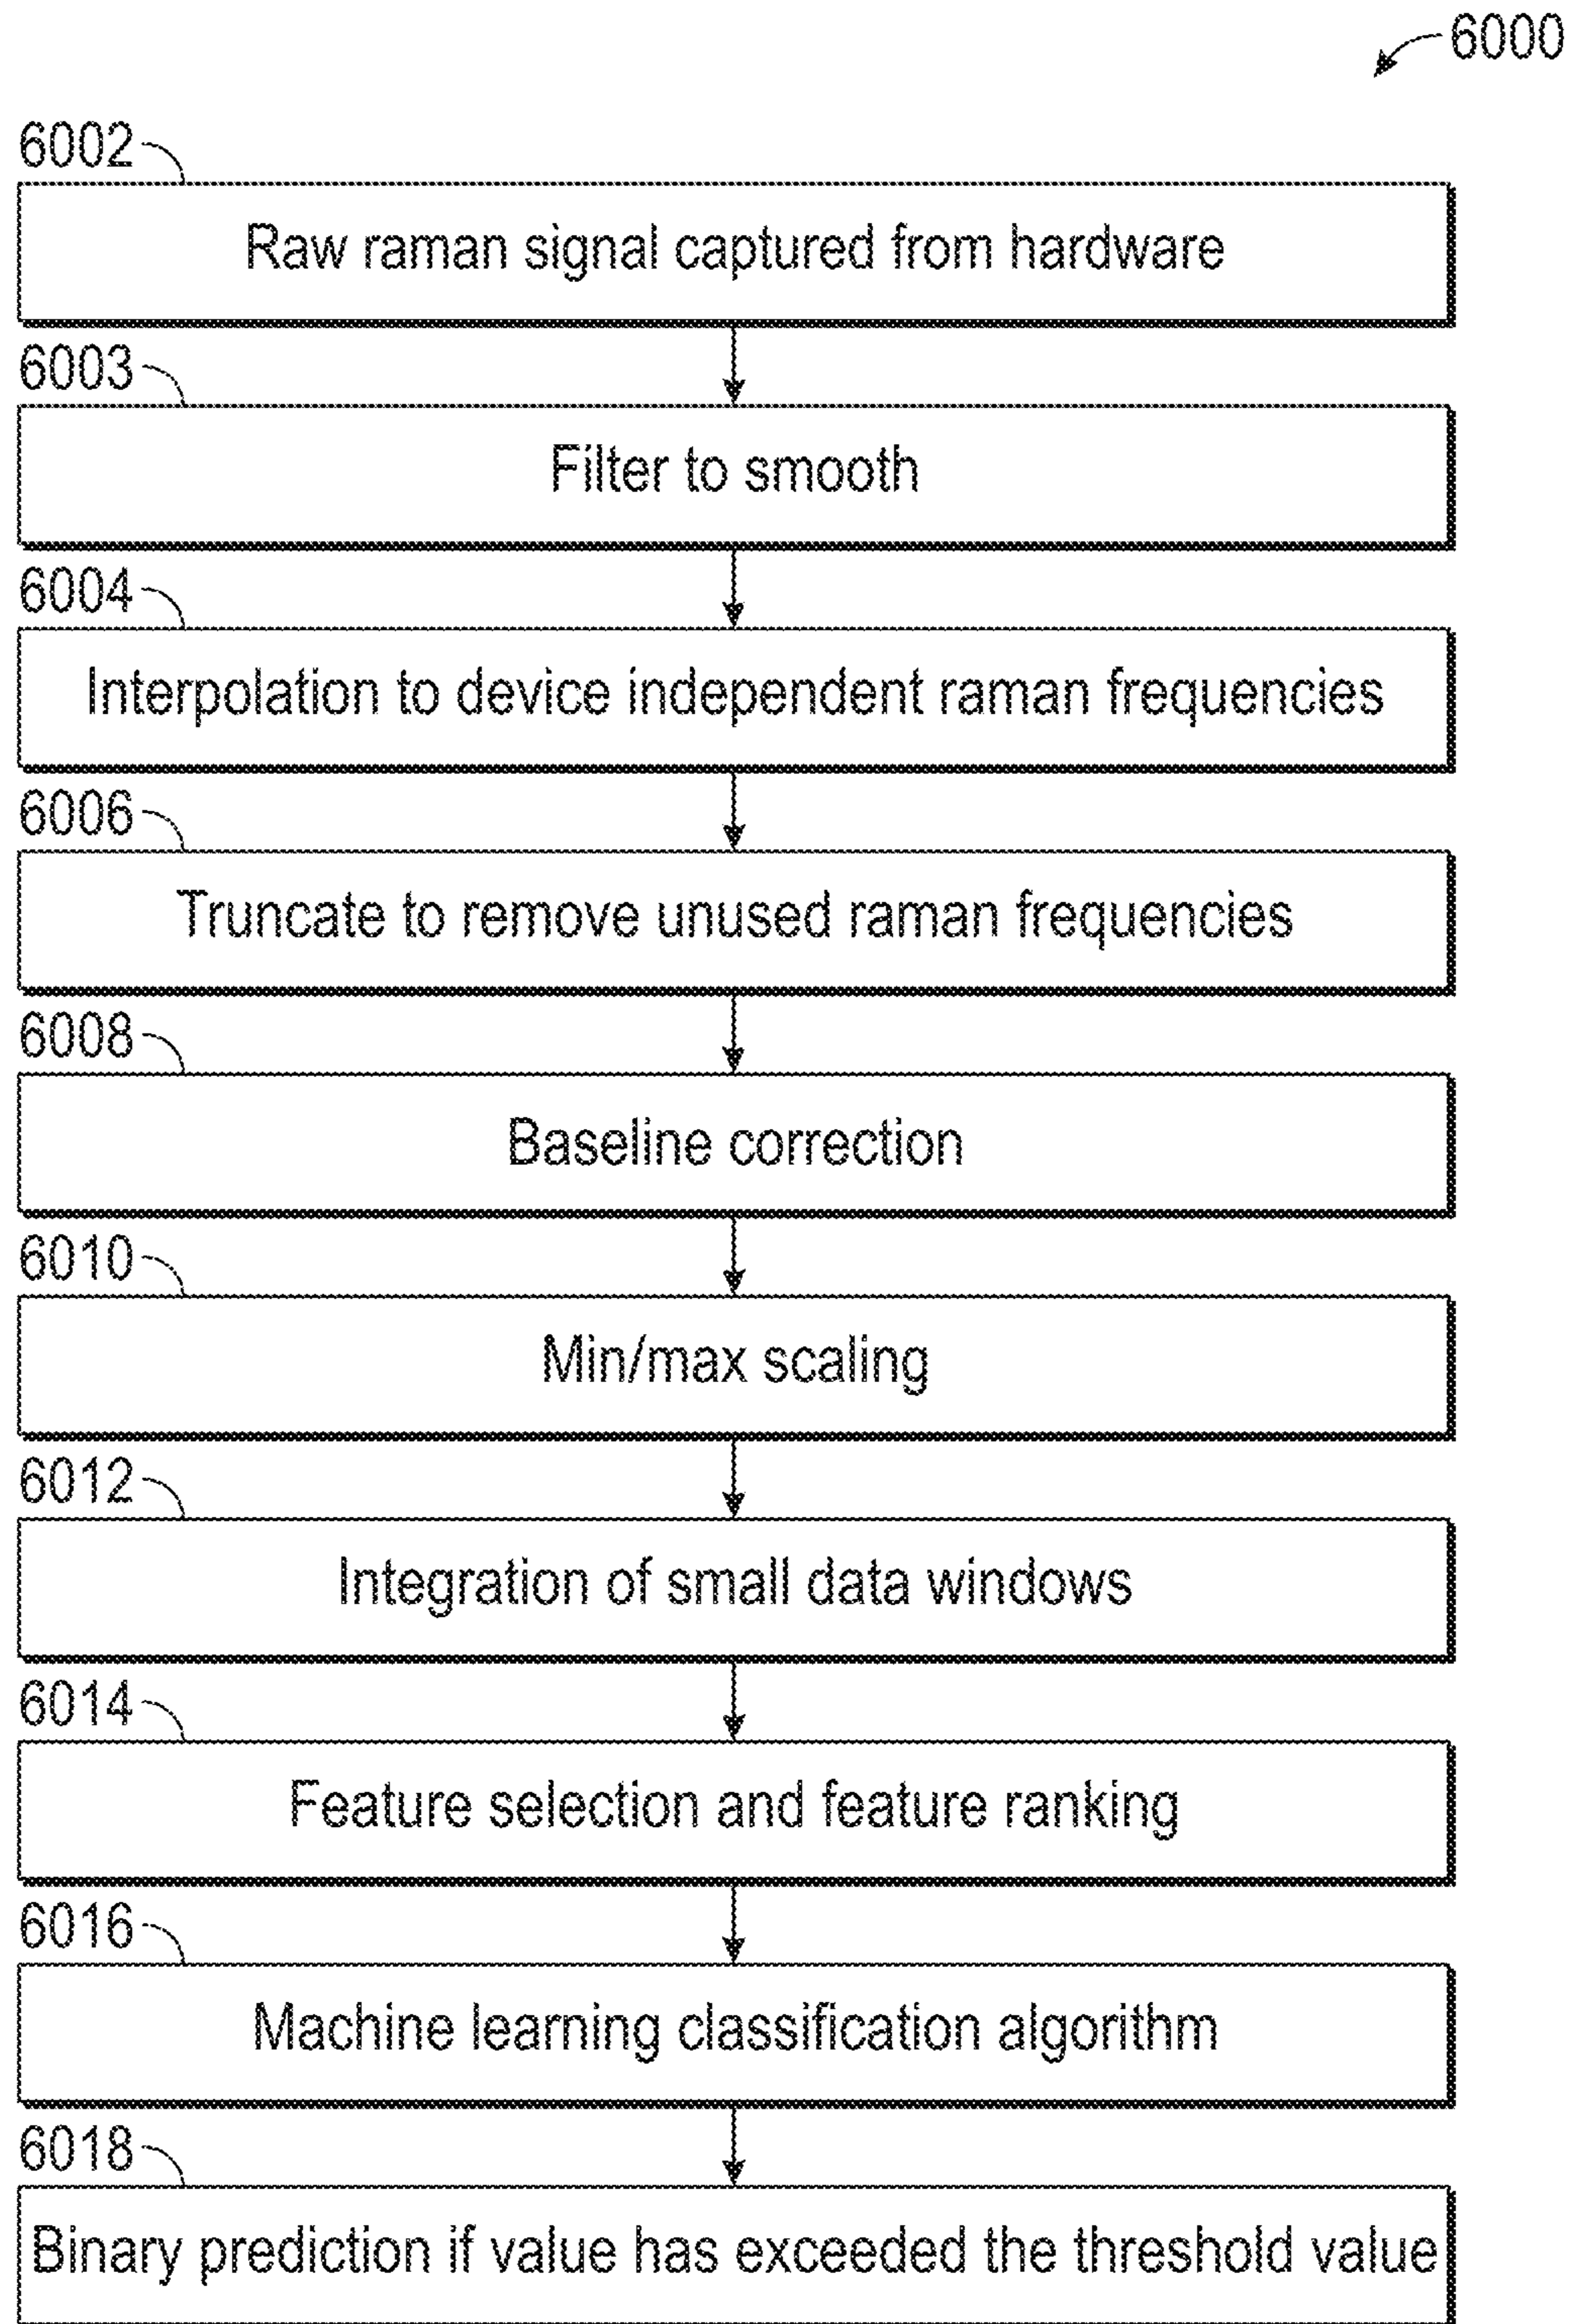 6000
6002
Raw raman signal captured from hardware
6003
Filter to smooth
6004
Interpolation to device independent raman frequencies
6006
Truncate to remove unused raman frequencies
6008
Baseline correction
6010
Min/max scaling
6012
Integration of small data windows
6014
Feature selection and feature ranking
6016
Machine learning classification algorithm
6018
Binary prediction if value has exceeded the threshold value